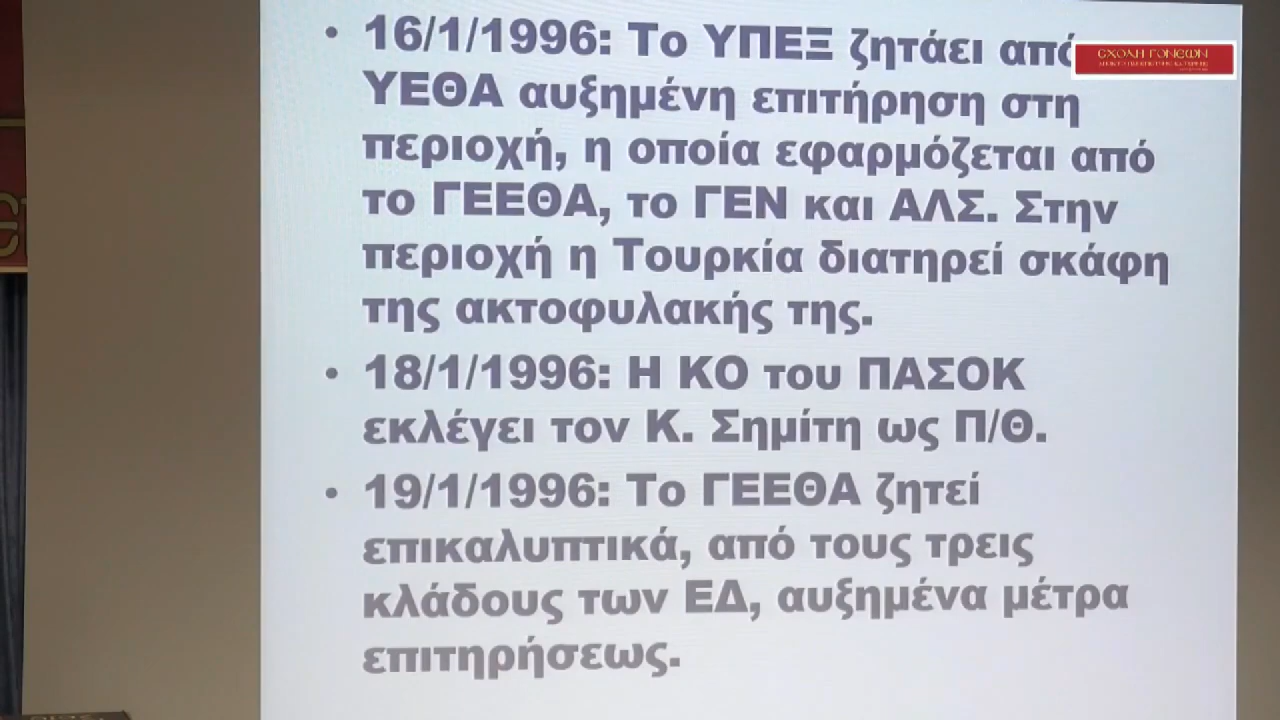 • 16/1/1996: Το ΥΠΕΞ ζητάει από
ΥΕΘΑ αυξημένη επιτήρηση στη
περιοχή, η οποία εφαρμόζεται από
το ΓΕΕΘΑ, το ΓΕΝ και ΑΛΣ. Στην
περιοχή η Τουρκία διατηρεί σκάφη
της ακτοφυλακής της.
• 18/1/1996: Η ΚΟ του ΠΑΣΟΚ
εκλέγει τον Κ. Σημίτη ως Π/Θ.
• 19/1/1996: Το ΓΕΕΘΑ ζητεί
επικαλυπτικά, από τους τρεις
κλάδους των ΕΔ, αυξημένα μέτρα
επιτηρήσεως.
ΣΧΟΛΗ ΓΟΝΕΩΝ